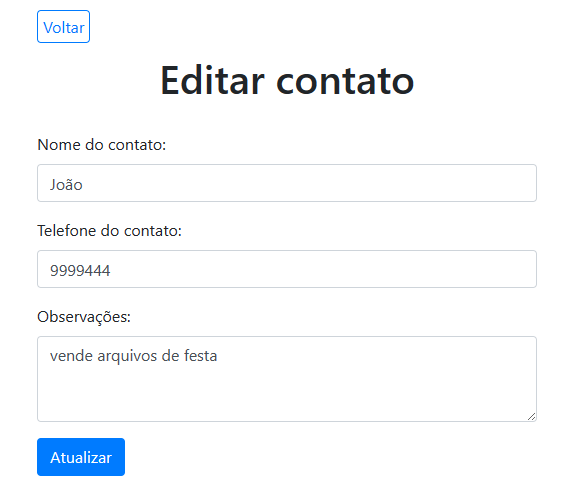 Voltar
Editar contato
Nome do contato:
João
Telefone do contato:
9999444
Observações:
vende arquivos de festa
Atualizar